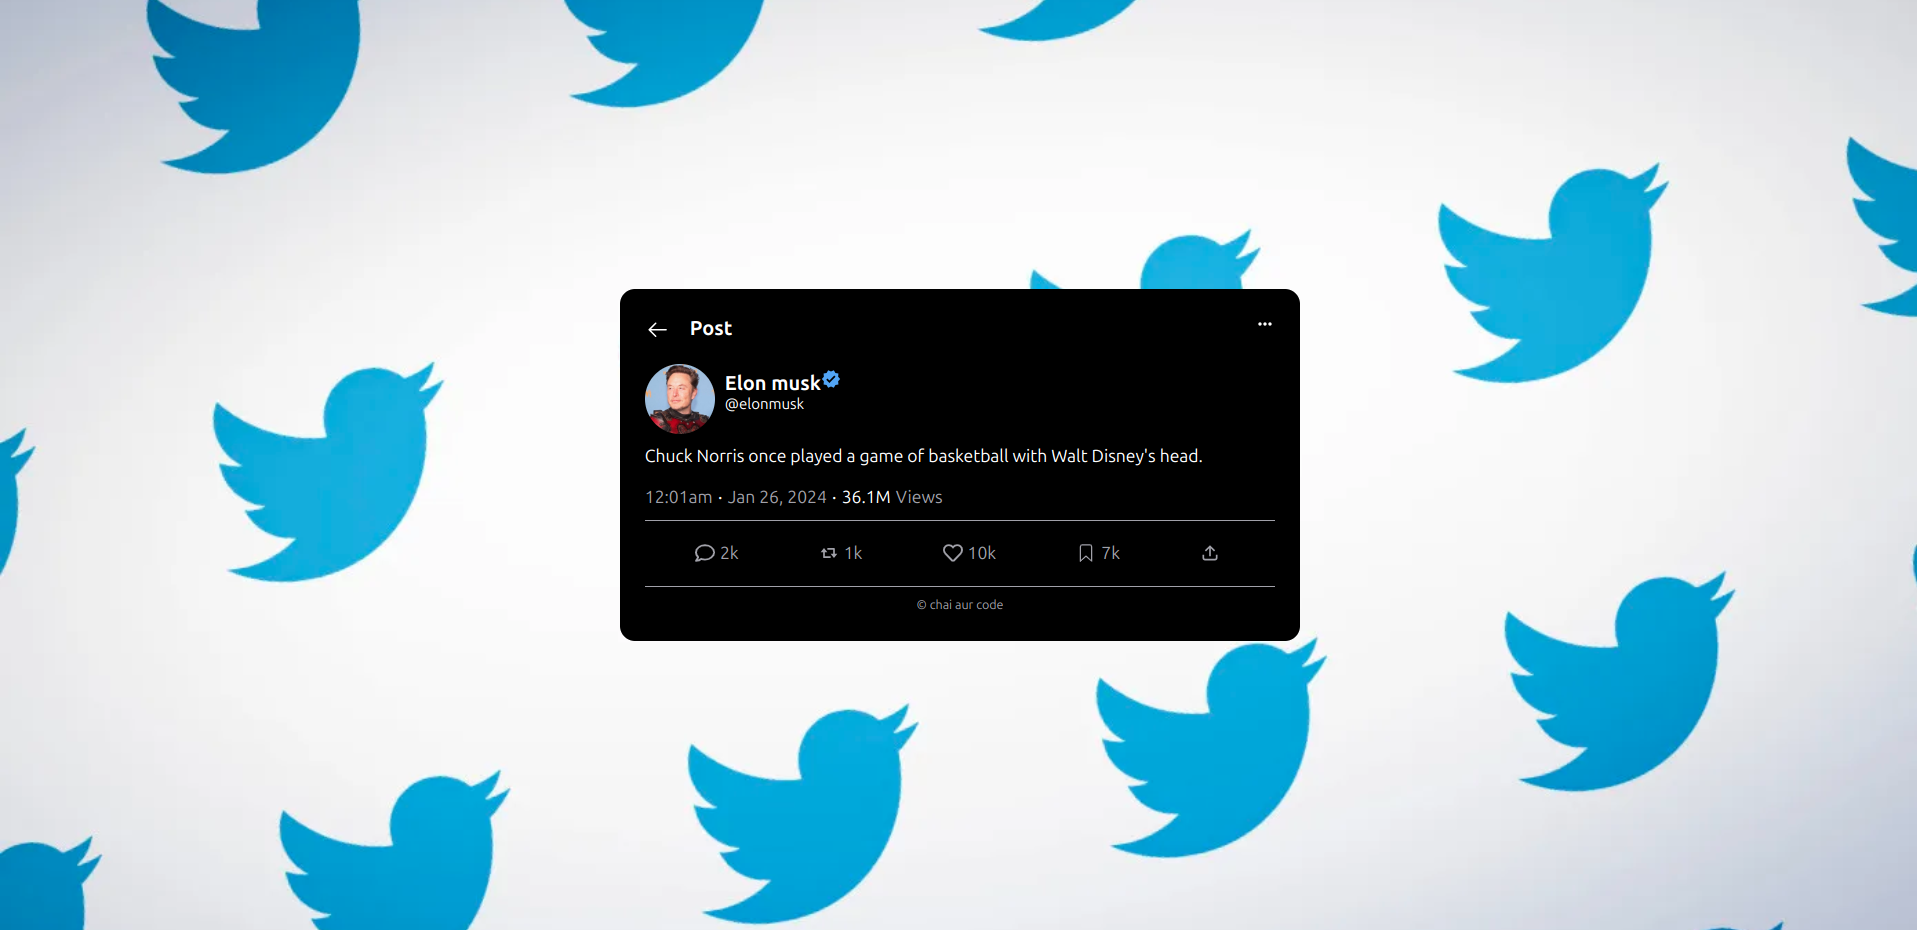 Post
Elon musk
@elonmusk
Chuck Norris once played a game of basketball with Walt Disney's head.
12:01am · Jan 26, 2024 · 36.1M Views
2k 1k 10k 7k
© chai aur code